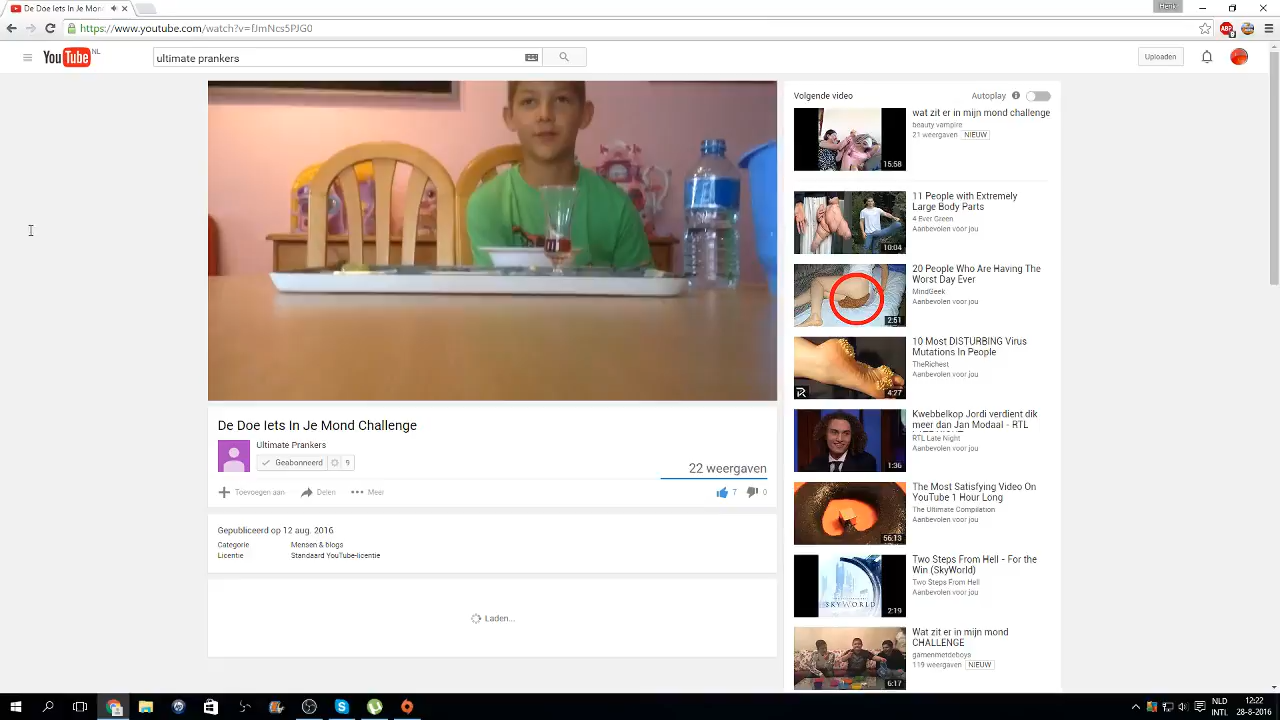 De Doe Iets In Je Mond
Henk
https://www.youtube.com/watch?v=fJmNcs5PJG0
YouTube NL
ultimate prankers
Uploaden
De Doe Iets In Je Mond Challenge
Ultimate Prankers
Geabonneerd 9
22 weergaven
Toevoegen aan Delen Meer
7 0
Gepubliceerd op 12 aug. 2016
Categorie Mensen & blogs
Licentie Standaard YouTube-licentie
Laden...
Volgende video Autoplay
wat zit er in mijn mond challenge
beauty vampire
21 weergaven NIEUW
15:58
11 People with Extremely
Large Body Parts
4 Ever Green
Aanbevolen voor jou
10:04
20 People Who Are Having The
Worst Day Ever
MindGeek
Aanbevolen voor jou
2:51
10 Most DISTURBING Virus
Mutations In People
TheRichest
Aanbevolen voor jou
4:27
Kwebbelkop Jordi verdient dik
meer dan Jan Modaal - RTL
RTL Late Night
Aanbevolen voor jou
1:36
The Most Satisfying Video On
YouTube 1 Hour Long
The Ultimate Compilation
Aanbevolen voor jou
56:13
Two Steps From Hell - For the
Win (SkyWorld)
Two Steps From Hell
Aanbevolen voor jou
SKYWORLD
2:19
Wat zit er in mijn mond
CHALLENGE
gamenmetdeboys
119 weergaven NIEUW
6:17
NLD 12:22
INTL 28-8-2016